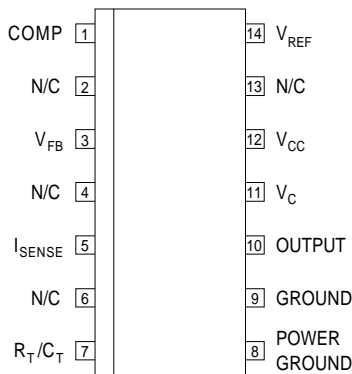 COMP 1 14 VREF
N/C 2 13 N/C
VFB 3 12 VCC
N/C 4 11 VC
ISENSE 5 10 OUTPUT
N/C 6 9 GROUND
RT/CT 7 8 POWER
GROUND